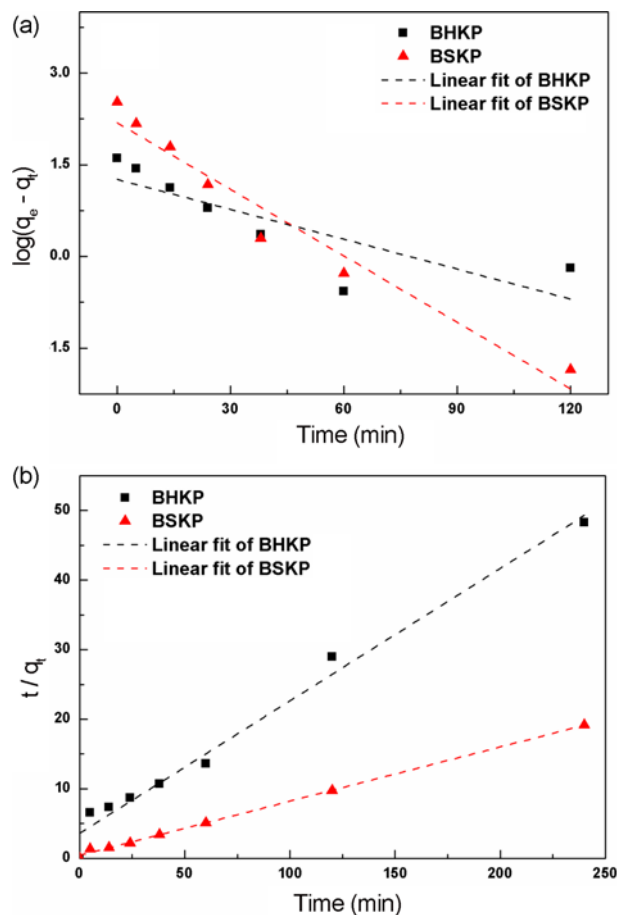 (a)
BHKP
BSKP
Linear fit of BHKP
Linear fit of BSKP
3.0
1.5
0.0
1.5
log(qe - qt)
0 30 60 90 120
Time (min)
(b)
BHKP
BSKP
Linear fit of BHKP
Linear fit of BSKP
50
40
30
20
10
0
t / qt
0 50 100 150 200 250
Time (min)